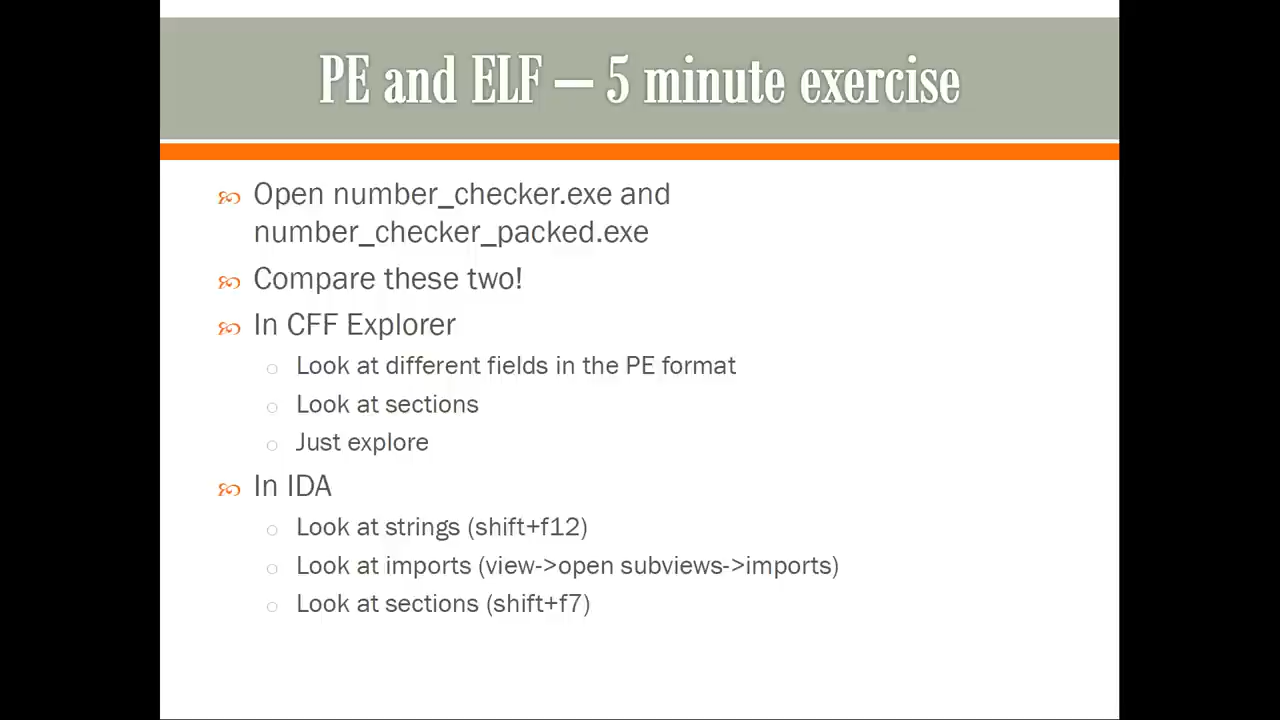 PE and ELF – 5 minute exercise
Open number_checker.exe and
number_checker_packed.exe
Compare these two!
In CFF Explorer
Look at different fields in the PE format
Look at sections
Just explore
In IDA
Look at strings (shift+f12)
Look at imports (view->open subviews->imports)
Look at sections (shift+f7)